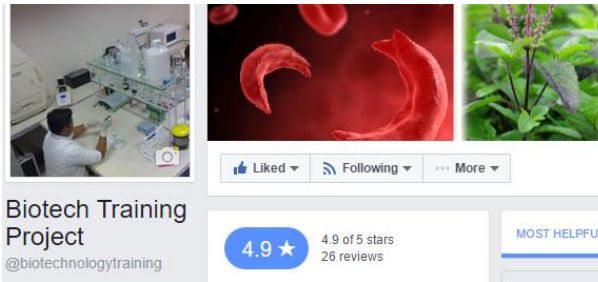 Liked
Following
More
Biotech Training
Project
@biotechnologytraining
4.9 ★
4.9 of 5 stars
26 reviews
MOST HELPFU